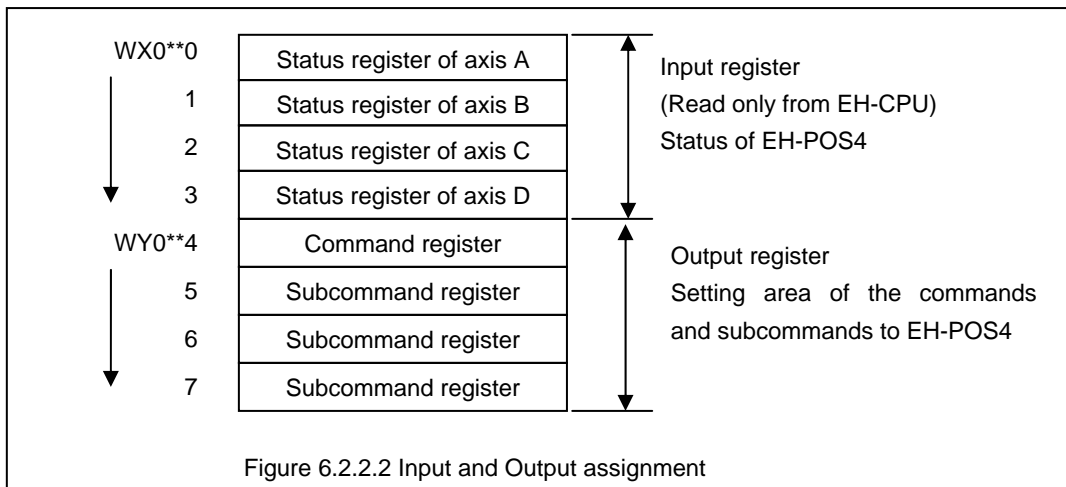 WX0**0 Status register of axis A
1 Status register of axis B
2 Status register of axis C
3 Status register of axis D
WY0**4 Command register
5 Subcommand register
6 Subcommand register
7 Subcommand register
Input register
(Read only from EH-CPU)
Status of EH-POS4
Output register
Setting area of the commands
and subcommands to EH-POS4
Figure 6.2.2.2 Input and Output assignment